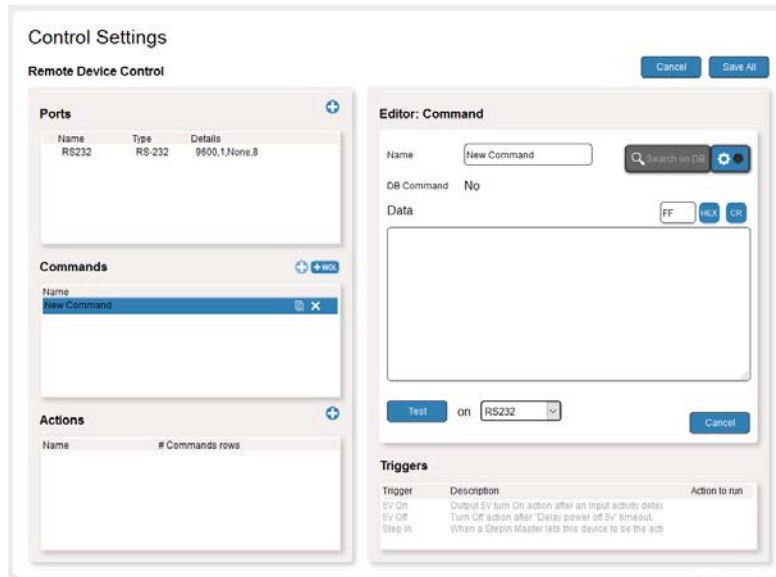 Control Settings
Remote Device Control
Cancel
Save All
Ports
Name Type Details
RS232 RS-232 9600,1,None,8
Commands
+ WOL
Name
New Command
Actions
Name # Commands rows
Editor: Command
Name New Command
Search on DB
DB Command No
Data FF HEX CR
Test on RS232
Cancel
Triggers
Trigger Description Action to run
5V On Output 5V turn On action after an input activity detec
5V Off Turn Off action after "Delay power off 5v" timeout.
Step In When a StepIn Master lets this device to be the acti